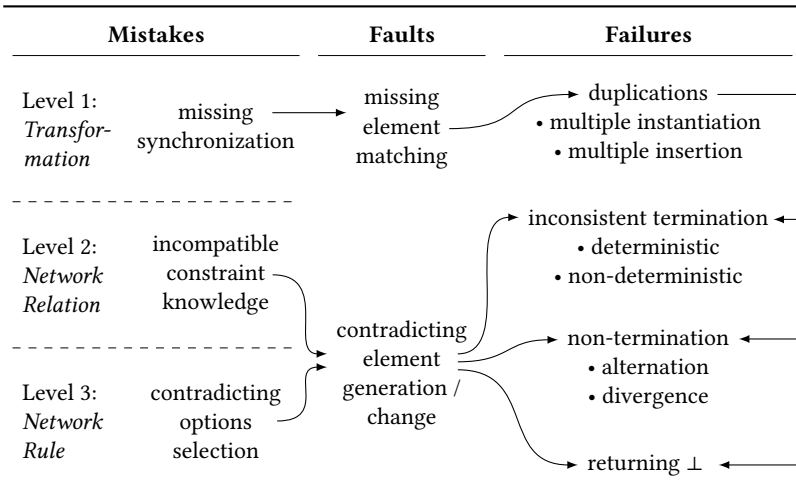 Mistakes Faults Failures
Level 1:
Transfor-
mation
missing
synchronization
missing
element
matching
duplications
• multiple instantiation
• multiple insertion
Level 2:
Network
Relation
incompatible
constraint
knowledge
inconsistent termination
• deterministic
• non-deterministic
contradicting
element
generation /
change
non-termination
• alternation
• divergence
Level 3:
Network
Rule
contradicting
options
selection
returning ⊥